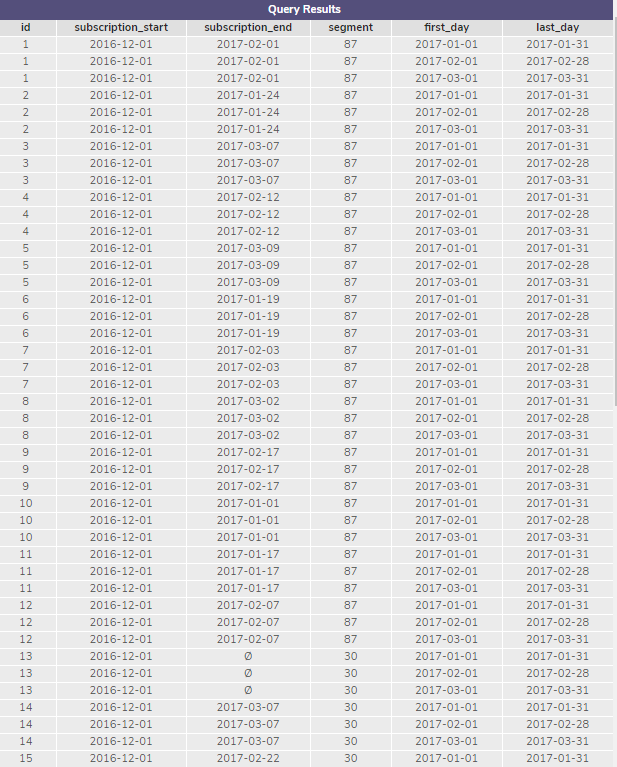 Query Results
id subscription_start subscription_end segment first_day last_day
1 2016-12-01 2017-02-01 87 2017-01-01 2017-01-31
1 2016-12-01 2017-02-01 87 2017-02-01 2017-02-28
1 2016-12-01 2017-02-01 87 2017-03-01 2017-03-31
2 2016-12-01 2017-01-24 87 2017-01-01 2017-01-31
2 2016-12-01 2017-01-24 87 2017-02-01 2017-02-28
2 2016-12-01 2017-01-24 87 2017-03-01 2017-03-31
3 2016-12-01 2017-03-07 87 2017-01-01 2017-01-31
3 2016-12-01 2017-03-07 87 2017-02-01 2017-02-28
3 2016-12-01 2017-03-07 87 2017-03-01 2017-03-31
4 2016-12-01 2017-02-12 87 2017-01-01 2017-01-31
4 2016-12-01 2017-02-12 87 2017-02-01 2017-02-28
4 2016-12-01 2017-02-12 87 2017-03-01 2017-03-31
5 2016-12-01 2017-03-09 87 2017-01-01 2017-01-31
5 2016-12-01 2017-03-09 87 2017-02-01 2017-02-28
5 2016-12-01 2017-03-09 87 2017-03-01 2017-03-31
6 2016-12-01 2017-01-19 87 2017-01-01 2017-01-31
6 2016-12-01 2017-01-19 87 2017-02-01 2017-02-28
6 2016-12-01 2017-01-19 87 2017-03-01 2017-03-31
7 2016-12-01 2017-02-03 87 2017-01-01 2017-01-31
7 2016-12-01 2017-02-03 87 2017-02-01 2017-02-28
7 2016-12-01 2017-02-03 87 2017-03-01 2017-03-31
8 2016-12-01 2017-03-02 87 2017-01-01 2017-01-31
8 2016-12-01 2017-03-02 87 2017-02-01 2017-02-28
8 2016-12-01 2017-03-02 87 2017-03-01 2017-03-31
9 2016-12-01 2017-02-17 87 2017-01-01 2017-01-31
9 2016-12-01 2017-02-17 87 2017-02-01 2017-02-28
9 2016-12-01 2017-02-17 87 2017-03-01 2017-03-31
10 2016-12-01 2017-01-01 87 2017-01-01 2017-01-31
10 2016-12-01 2017-01-01 87 2017-02-01 2017-02-28
10 2016-12-01 2017-01-01 87 2017-03-01 2017-03-31
11 2016-12-01 2017-01-17 87 2017-01-01 2017-01-31
11 2016-12-01 2017-01-17 87 2017-02-01 2017-02-28
11 2016-12-01 2017-01-17 87 2017-03-01 2017-03-31
12 2016-12-01 2017-02-07 87 2017-01-01 2017-01-31
12 2016-12-01 2017-02-07 87 2017-02-01 2017-02-28
12 2016-12-01 2017-02-07 87 2017-03-01 2017-03-31
13 2016-12-01 Ø 30 2017-01-01 2017-01-31
13 2016-12-01 Ø 30 2017-02-01 2017-02-28
13 2016-12-01 Ø 30 2017-03-01 2017-03-31
14 2016-12-01 2017-03-07 30 2017-01-01 2017-01-31
14 2016-12-01 2017-03-07 30 2017-02-01 2017-02-28
14 2016-12-01 2017-03-07 30 2017-03-01 2017-03-31
15 2016-12-01 2017-02-22 30 2017-01-01 2017-01-31